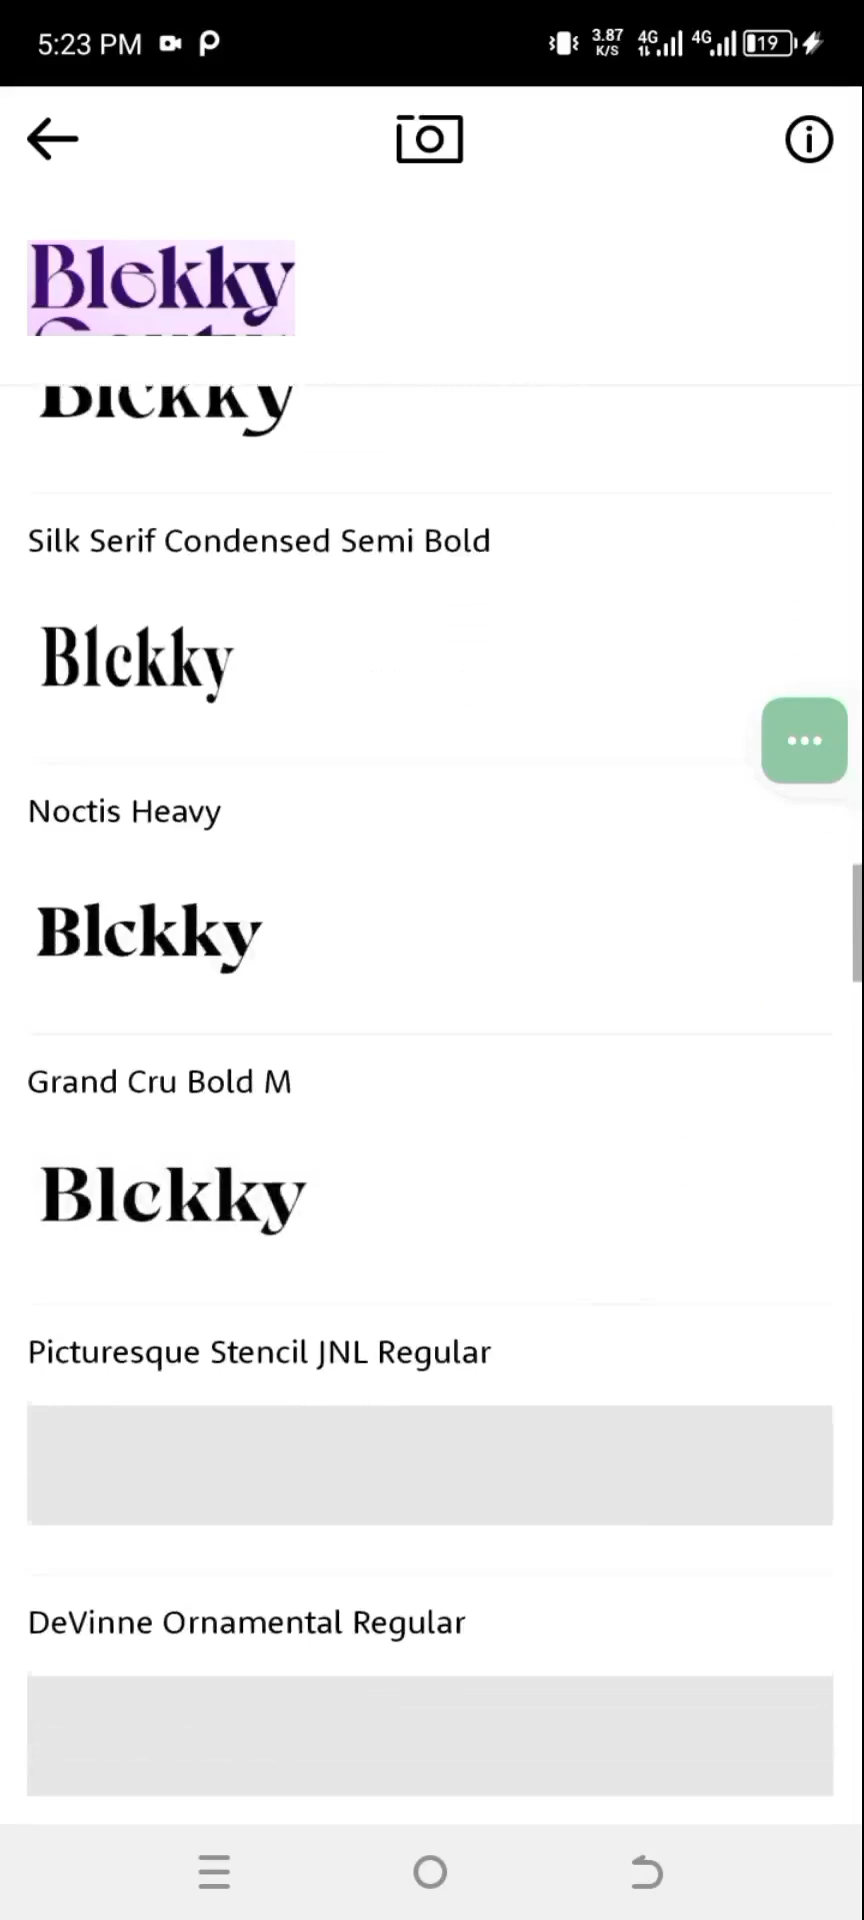 5:23 PM
3.87
K/S
4G
4G
19
Blekky
Blckky
Silk Serif Condensed Semi Bold
Blckky
Noctis Heavy
Blckky
Grand Cru Bold M
Blckky
Picturesque Stencil JNL Regular
DeVinne Ornamental Regular